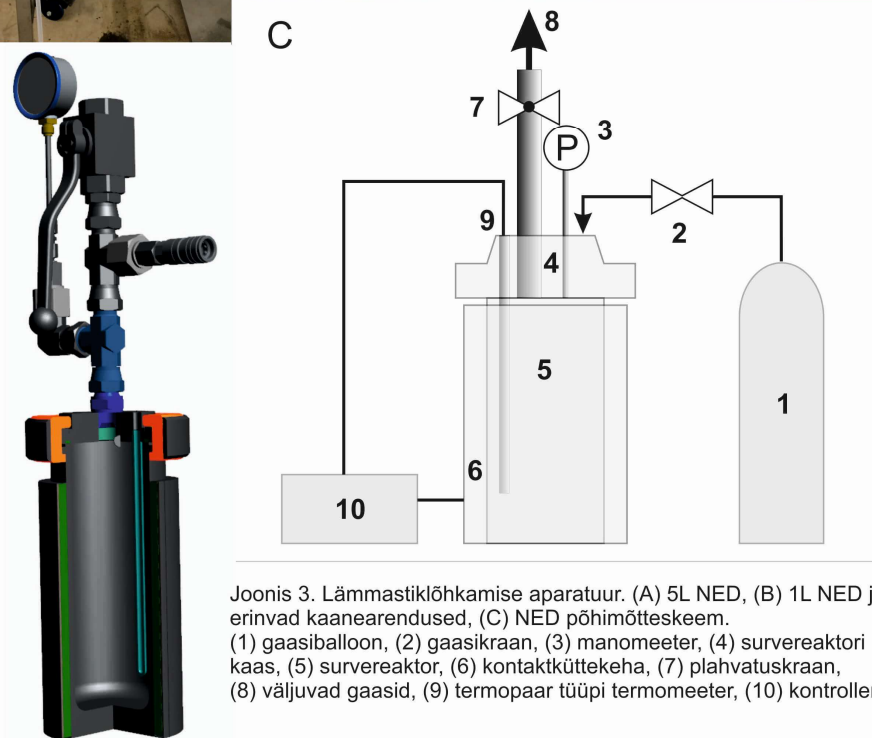 C
8
7
3
P
9
2
4
5
1
6
10
Joonis 3. Lämmastiklõhkamise aparatuur. (A) 5L NED, (B) 1L NED j
erinvad kaanearendused, (C) NED põhimõtteskeem.
(1) gaasiballoon, (2) gaasikraan, (3) manomeeter, (4) survereaktori
kaas, (5) survereaktor, (6) kontaktküttekeha, (7) plahvatuskraan,
(8) väljuvad gaasid, (9) termopaar tüüpi termomeeter, (10) kontroller